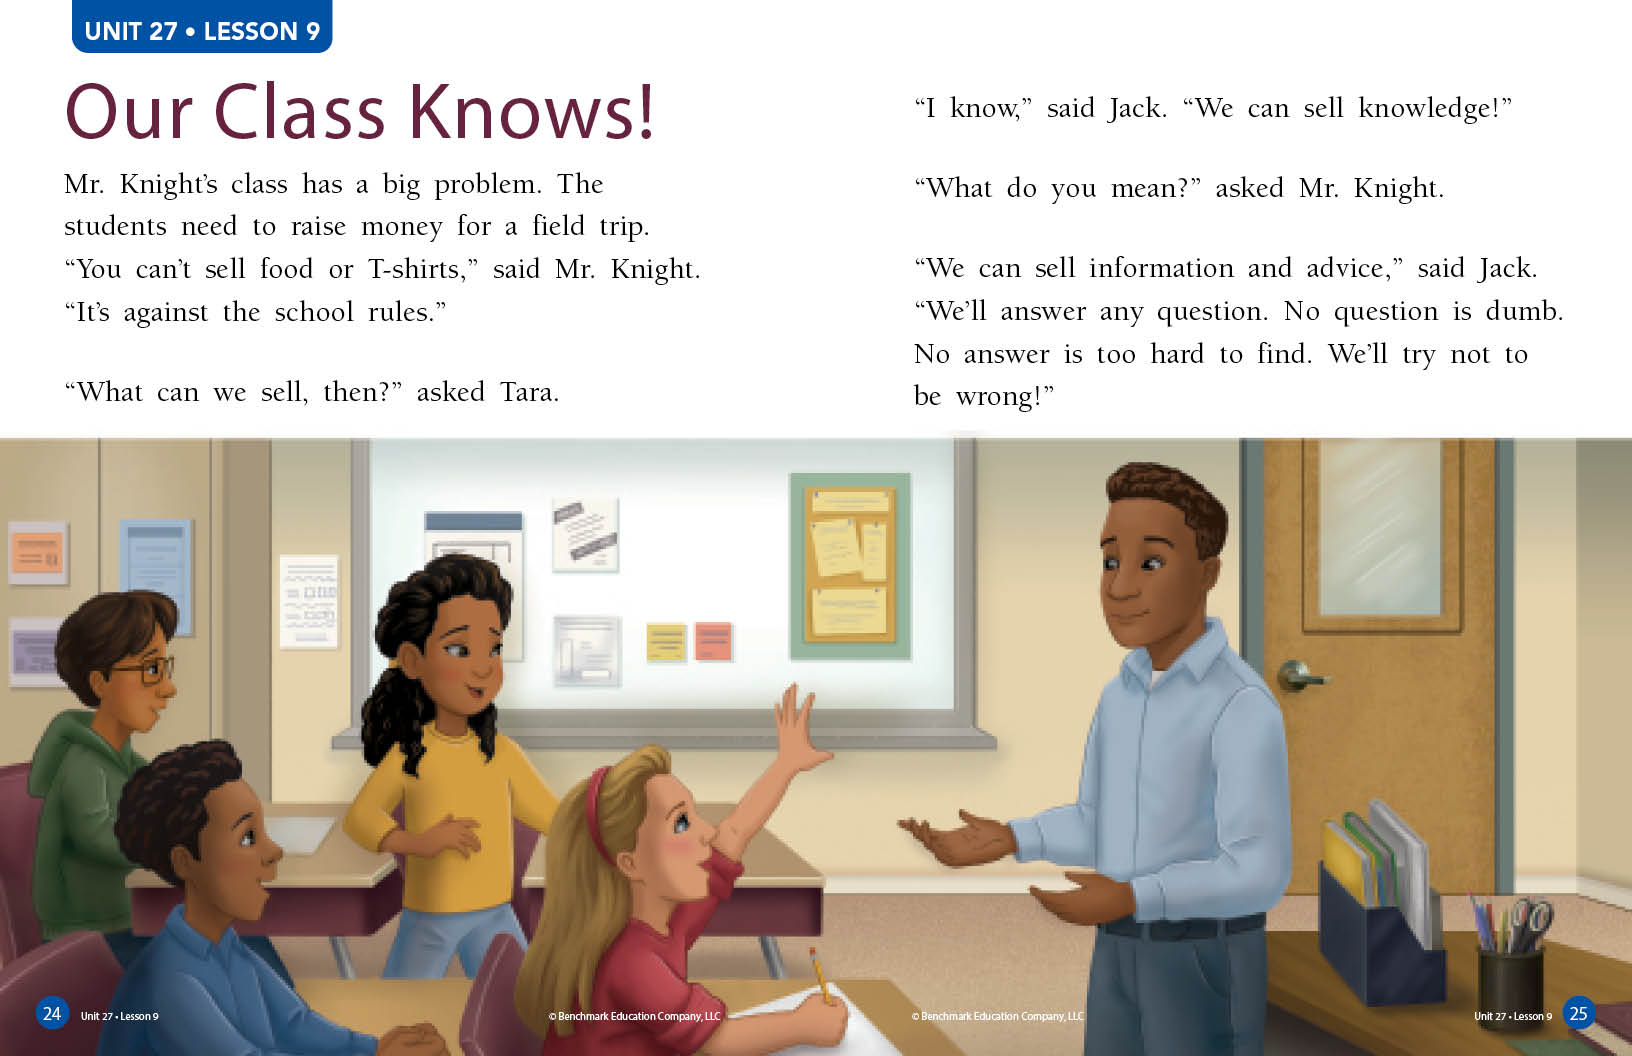 UNIT 27 • LESSON 9
Our Class Knows!
Mr. Knight’s class has a big problem. The
students need to raise money for a field trip.
“You can’t sell food or T-shirts,” said Mr. Knight.
“It’s against the school rules.”
“What can we sell, then?” asked Tara.
24
Unit 27 • Lesson 9
© Benchmark Education Company, LLC
“I know,” said Jack. “We can sell knowledge!”
“What do you mean?” asked Mr. Knight.
“We can sell information and advice,” said Jack.
“We’ll answer any question. No question is dumb.
No answer is too hard to find. We’ll try not to
be wrong!”
© Benchmark Education Company, LLC
Unit 27 • Lesson 9
25